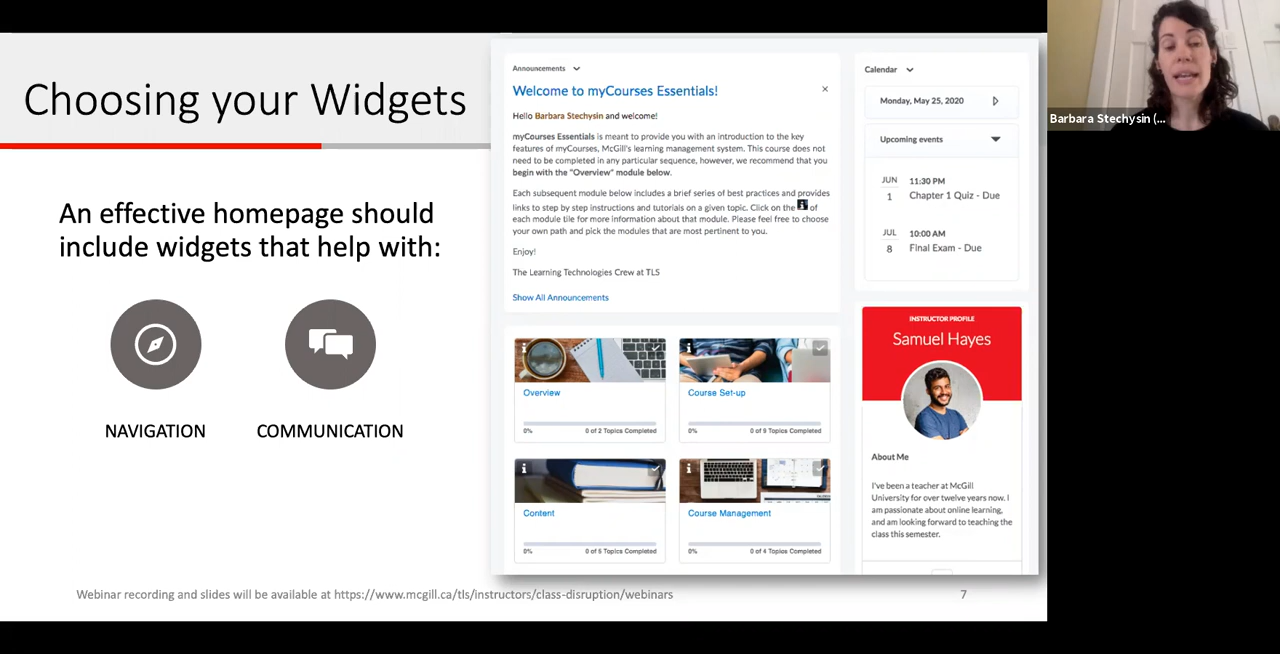 Choosing your Widgets
An effective homepage should
include widgets that help with:
NAVIGATION
COMMUNICATION
Announcements
Welcome to myCourses Essentials!
Hello Barbara Stechysin and welcome!
myCourses Essentials is meant to provide you with an introduction to the key
features of myCourses, McGill's learning management system. This course does not
need to be completed in any particular sequence, however, we recommend that you
begin with the "Overview" module below.
Each subsequent module below includes a brief series of best practices and provides
links to step by step instructions and tutorials on a given topic. Click on the i of
each module tile for more information about that module. Please feel free to choose
your own path and pick the modules that are most pertinent to you.
Enjoy!
The Learning Technologies Crew at TLS
Show All Announcements
Overview
0% 0 of 2 Topics Completed
Course Set-up
0% 0 of 9 Topics Completed
Content
0% 0 of 5 Topics Completed
Course Management
0% 0 of 4 Topics Completed
Calendar
Monday, May 25, 2020
Upcoming events
JUN 11:30 PM
1 Chapter 1 Quiz - Due
JUL 10:00 AM
8 Final Exam - Due
INSTRUCTOR PROFILE
Samuel Hayes
About Me
I've been a teacher at McGill
University for over twelve years now. I
am passionate about online learning,
and am looking forward to teaching the
class this semester.
Webinar recording and slides will be available at https://www.mcgill.ca/tls/instructors/class-disruption/webinars
7
Barbara Stechysin (...